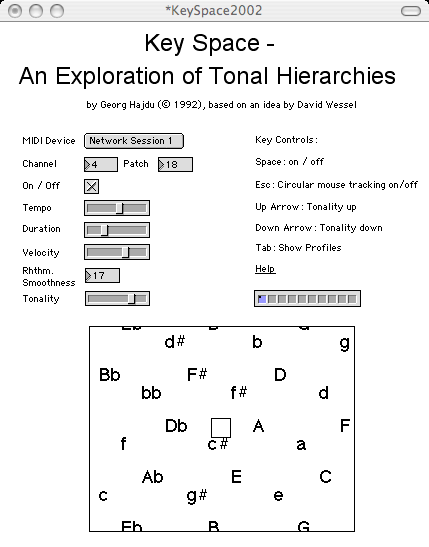 *KeySpace2002
Key Space -
An Exploration of Tonal Hierarchies
by Georg Hajdu (© 1992), based on an idea by David Wessel
MIDI Device Network Session 1
Key Controls:
Channel 4 Patch 18
Space: on / off
On / Off
Esc: Circular mouse tracking on/off
Tempo
Up Arrow: Tonality up
Duration
Down Arrow: Tonality down
Velocity
Tab: Show Profiles
Rhthm.
Smoothness 17
Help
Tonality
Eb B G
d# b g
Bb F# D
bb f# d
Db A F
f c# a
Ab E C
c g# e
Eb B G